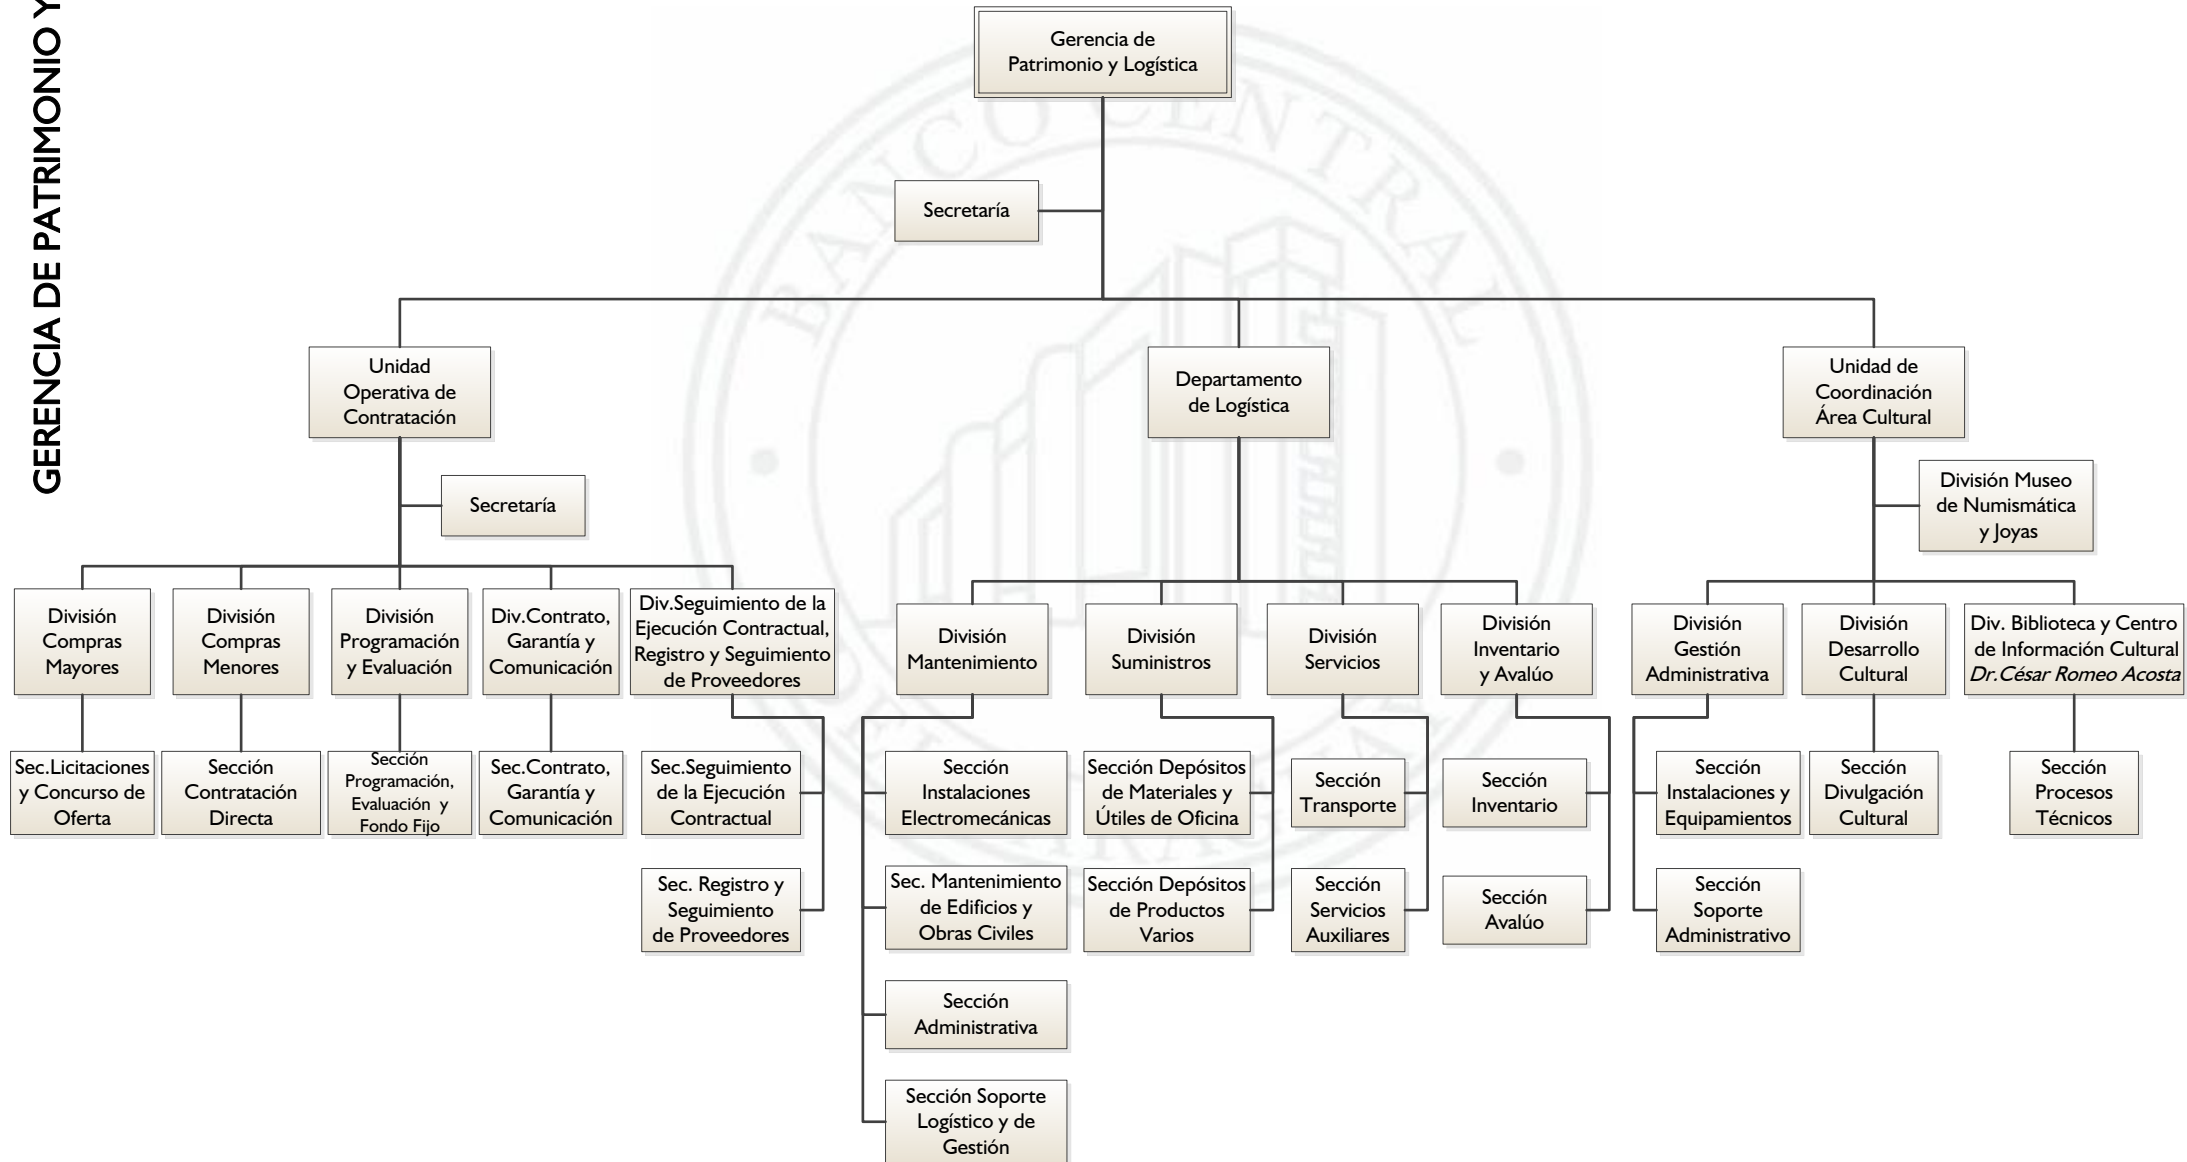 GERENCIA DE PATRIMONIO Y
Gerencia de
Patrimonio y Logística
Secretaría
Unidad
Operativa de
Contratación
Departamento
de Logística
Unidad de
Coordinación
Área Cultural
Secretaría
División Museo
de Numismática
y Joyas
División
Compras
Mayores
División
Compras
Menores
División
Programación
y Evaluación
Div.Contrato,
Garantía y
Comunicación
Div.Seguimiento de la
Ejecución Contractual,
Registro y Seguimiento
de Proveedores
División
Mantenimiento
División
Suministros
División
Servicios
División
Inventario
y Avalúo
División
Gestión
Administrativa
División
Desarrollo
Cultural
Div. Biblioteca y Centro
de Información Cultural
Dr.César Romeo Acosta
Sec.Licitaciones
y Concurso de
Oferta
Sección
Contratación
Directa
Sección
Programación,
Evaluación y
Fondo Fijo
Sec.Contrato,
Garantía y
Comunicación
Sec.Seguimiento
de la Ejecución
Contractual
Sección
Instalaciones
Electromecánicas
Sección Depósitos
de Materiales y
Útiles de Oficina
Sección
Transporte
Sección
Inventario
Sección
Instalaciones y
Equipamientos
Sección
Divulgación
Cultural
Sección
Procesos
Técnicos
Sec. Registro y
Seguimiento
de Proveedores
Sec. Mantenimiento
de Edificios y
Obras Civiles
Sección Depósitos
de Productos
Varios
Sección
Servicios
Auxiliares
Sección
Avalúo
Sección
Soporte
Administrativo
Sección
Administrativa
Sección Soporte
Logístico y de
Gestión
BANCO CENTRAL